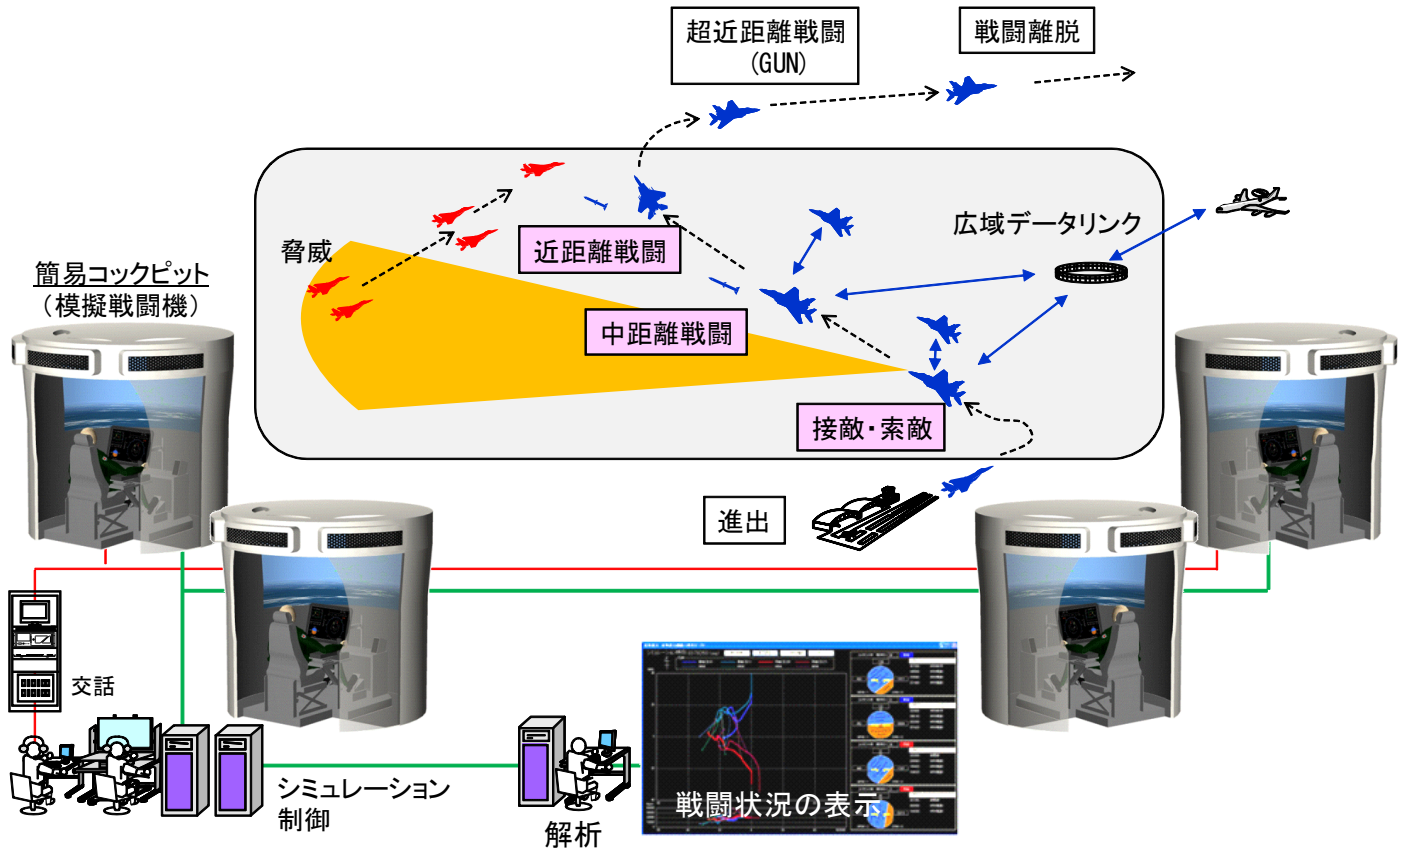 超近距離戦闘
(GUN)
戦闘離脱
広域データリンク
脅威
近距離戦闘
簡易コックピット
（模擬戦闘機）
中距離戦闘
接敵・索敵
進出
交話
シミュレーション
制御
解析
戦闘状況の表示